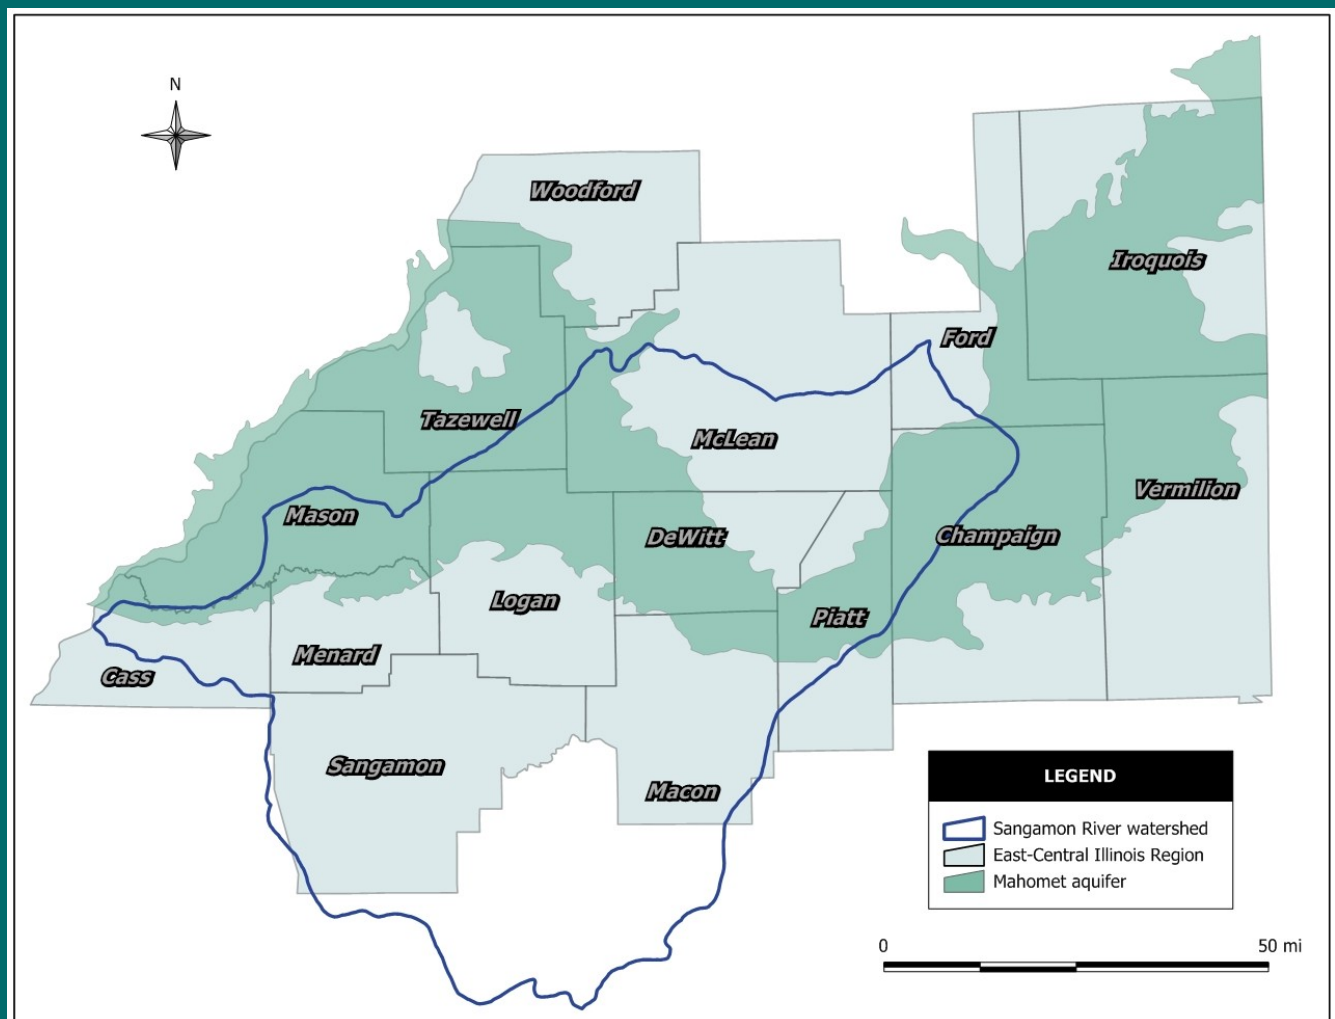 N
Woodford
Iroquois
Ford
Tazewell
McLean
Vermilion
Mason
DeWitt
Champaign
Logan
Piatt
Menard
Cass
Sangamon
Macon
LEGEND
Sangamon River watershed
East-Central Illinois Region
Mahomet aquifer
0 50 mi